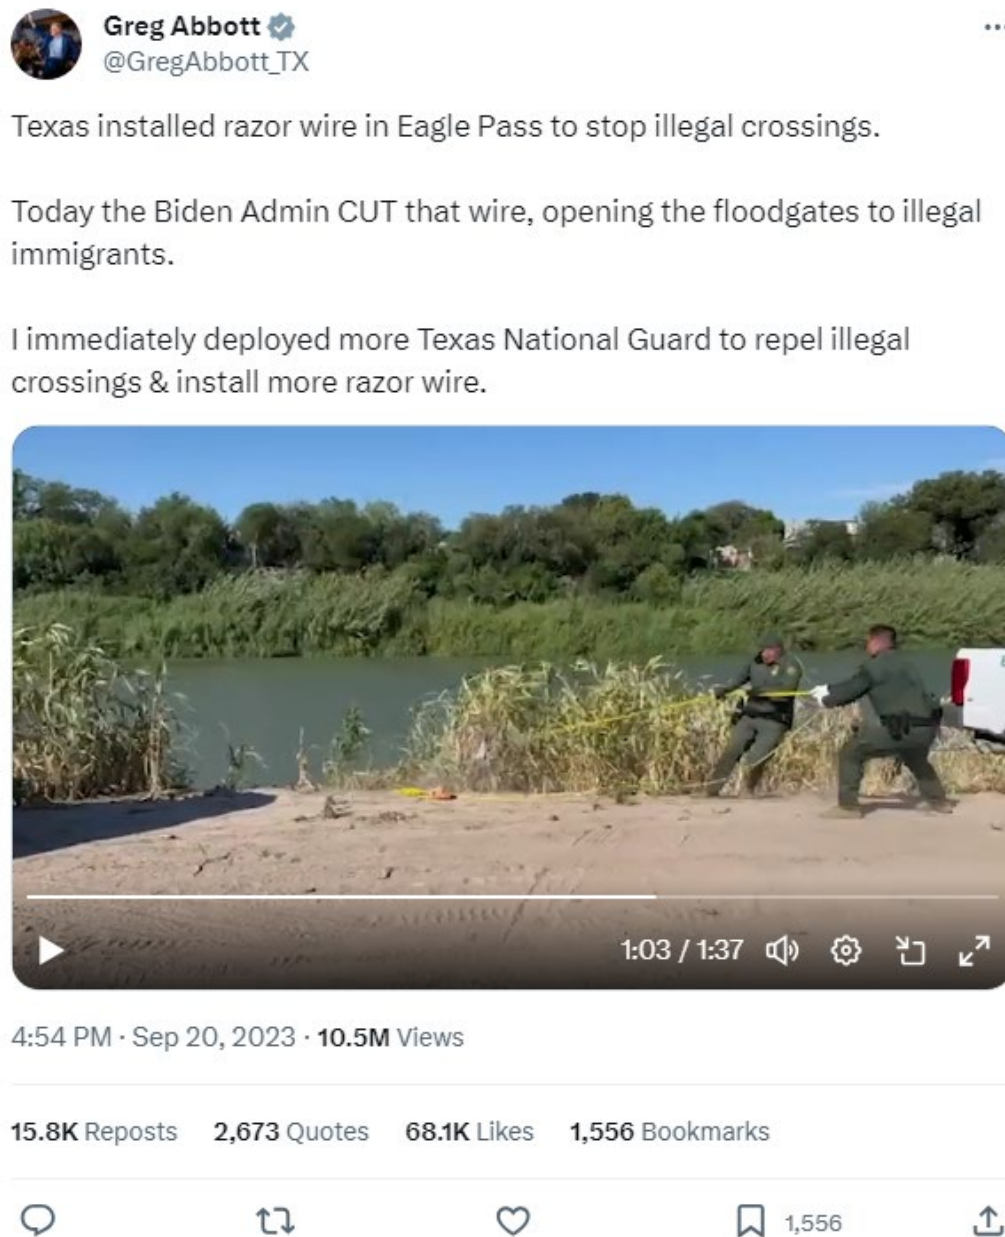 Greg Abbott
@GregAbbott_TX
Texas installed razor wire in Eagle Pass to stop illegal crossings.
Today the Biden Admin CUT that wire, opening the floodgates to illegal
immigrants.
I immediately deployed more Texas National Guard to repel illegal
crossings & install more razor wire.
1:03 / 1:37
4:54 PM · Sep 20, 2023 · 10.5M Views
15.8K Reposts 2,673 Quotes 68.1K Likes 1,556 Bookmarks
1,556